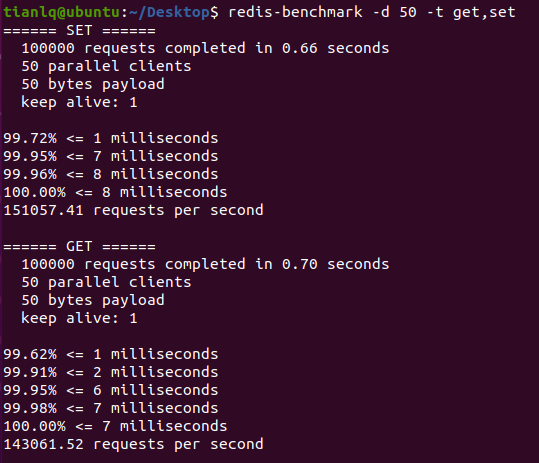 tianlq@ubuntu:~/Desktop$ redis-benchmark -d 50 -t get,set
====== SET ======
  100000 requests completed in 0.66 seconds
  50 parallel clients
  50 bytes payload
  keep alive: 1

99.72% <= 1 milliseconds
99.95% <= 7 milliseconds
99.96% <= 8 milliseconds
100.00% <= 8 milliseconds
151057.41 requests per second

====== GET ======
  100000 requests completed in 0.70 seconds
  50 parallel clients
  50 bytes payload
  keep alive: 1

99.62% <= 1 milliseconds
99.91% <= 2 milliseconds
99.95% <= 6 milliseconds
99.98% <= 7 milliseconds
100.00% <= 7 milliseconds
143061.52 requests per second